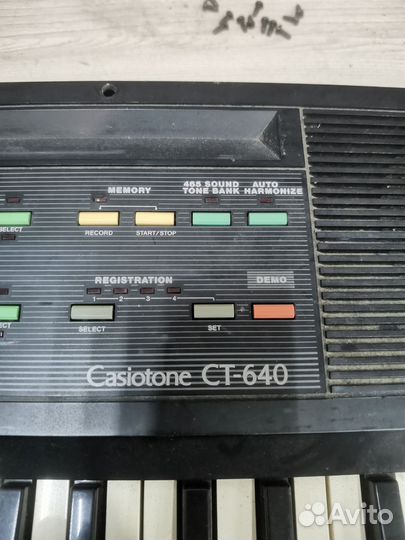 MEMORY
465 SOUND
TONE BANK
AUTO
HARMONIZE
SELECT
RECORD
START/STOP
REGISTRATION
DEMO
1 2 3 4
ECT
SELECT
SET
Casiotone CT-640
Avito